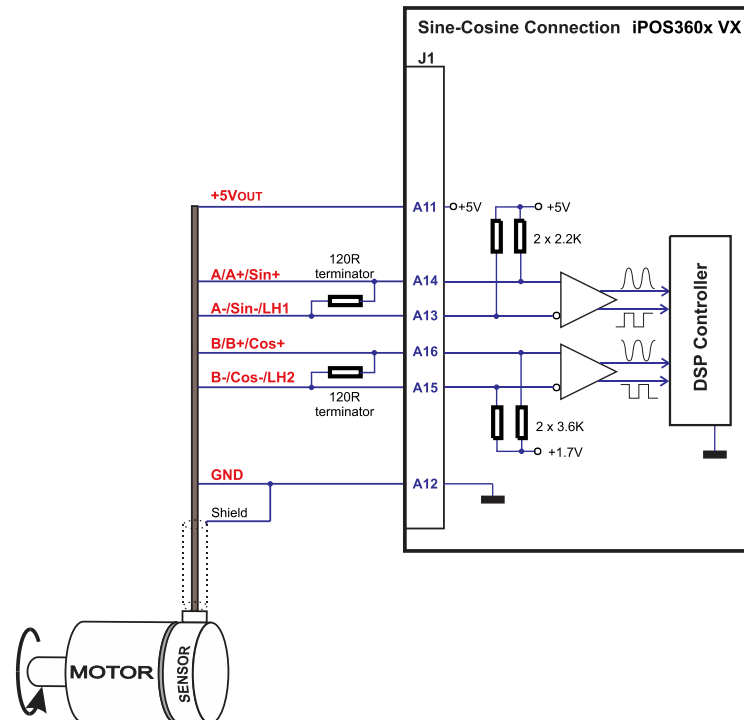 Sine-Cosine Connection iPOS360x VX
J1
+5VOUT
A11
+5V
+5V
2 x 2.2K
120R
terminator
A/A+/Sin+
A14
A-/Sin-/LH1
A13
B/B+/Cos+
A16
B-/Cos-/LH2
A15
120R
terminator
2 x 3.6K
+1.7V
DSP Controller
GND
A12
Shield
MOTOR
SENSOR